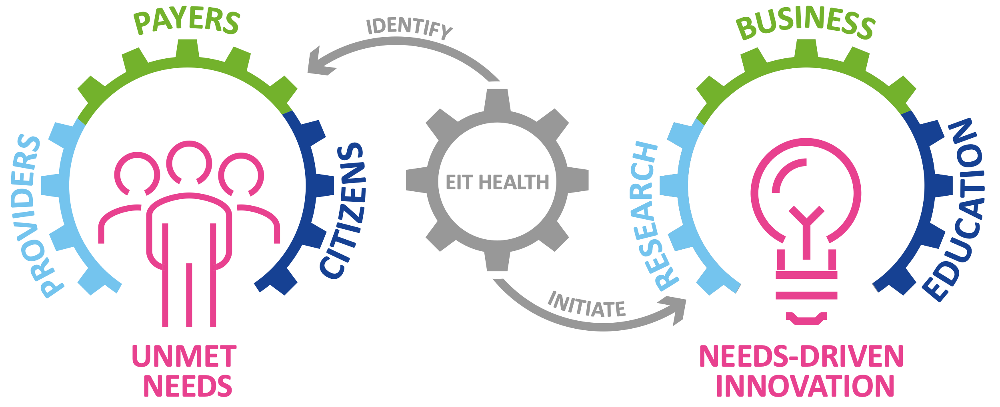 PAYERS
PROVIDERS
CITIZENS
UNMET
NEEDS
IDENTIFY
EIT HEALTH
INITIATE
BUSINESS
RESEARCH
EDUCATION
NEEDS-DRIVEN
INNOVATION